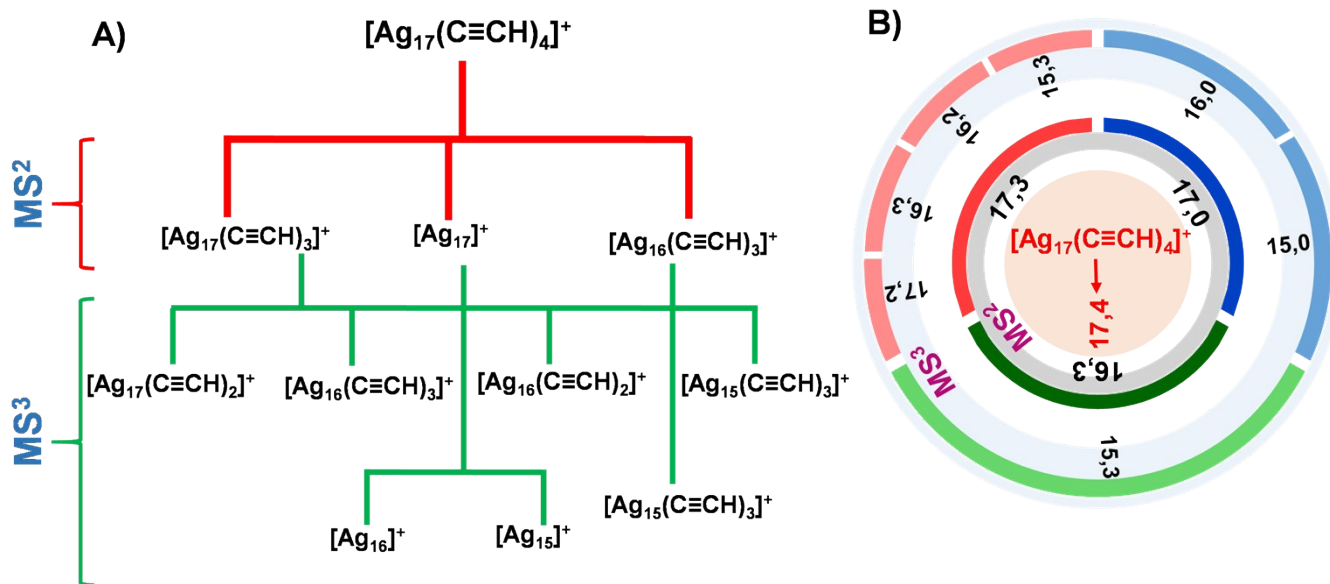 A)
[Ag₁₇(C≡CH)₄]⁺
MS²
[Ag₁₇(C≡CH)₃]⁺ [Ag₁₇]⁺ [Ag₁₆(C≡CH)₃]⁺
MS³
[Ag₁₇(C≡CH)₂]⁺ [Ag₁₆(C≡CH)₃]⁺ [Ag₁₆(C≡CH)₂]⁺ [Ag₁₅(C≡CH)₃]⁺
[Ag₁₅(C≡CH)₃]⁺
[Ag₁₆]⁺ [Ag₁₅]⁺
B)
[Ag₁₇(C≡CH)₄]⁺
17,4
MS²
17,3
17,0
16,3
MS³
17,2
16,3
16,2
15,3
16,0
15,0
15,3